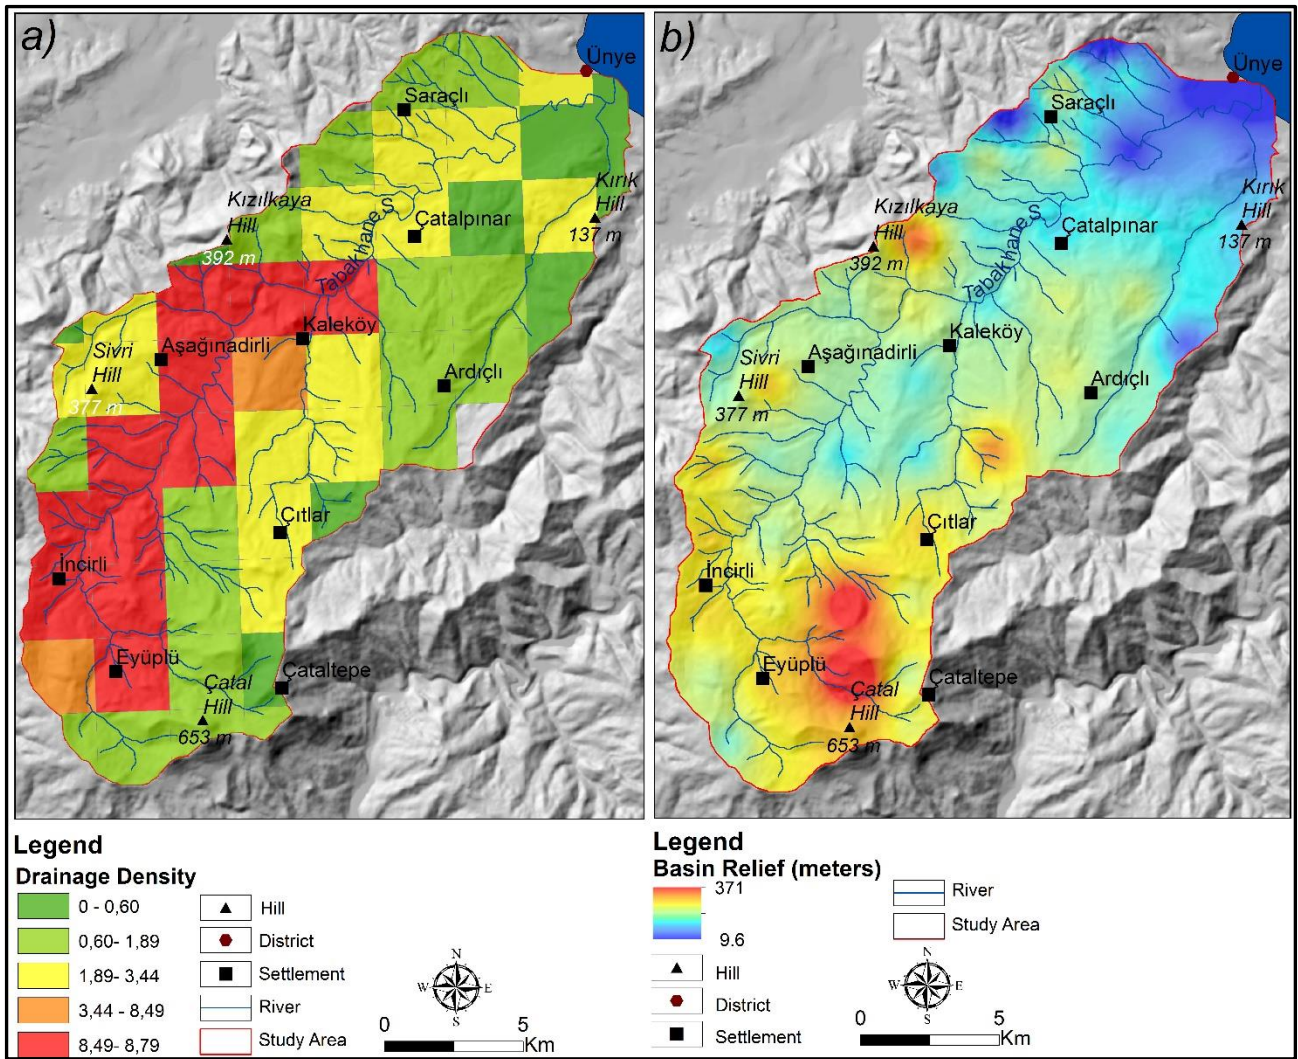 a)
Ünye
Saraçlı
Kızılkaya
Hill
392 m
Kırık
Hill
137 m
Çatalpınar
Tabakhane S
Kaleköy
Sivri
Hill
377 m
Aşağınadirli
Ardıçlı
Çıtlar
İncirli
Eyüplü
Çatal
Hill
653 m
Çataltepe
b)
Ünye
Saraçlı
Kızılkaya
Hill
392 m
Kırık
Hill
137 m
Çatalpınar
Tabakhane S
Kaleköy
Sivri
Hill
377 m
Aşağınadirli
Ardıçlı
Çıtlar
İncirli
Eyüplü
Çatal
Hill
653 m
Çataltepe
Legend
Drainage Density
0 - 0,60
0,60- 1,89
1,89- 3,44
3,44 - 8,49
8,49- 8,79
Hill
District
Settlement
River
Study Area
N
W E
S
0 5
Km
Legend
Basin Relief (meters)
371
9.6
Hill
District
Settlement
River
Study Area
N
W E
S
0 5
Km